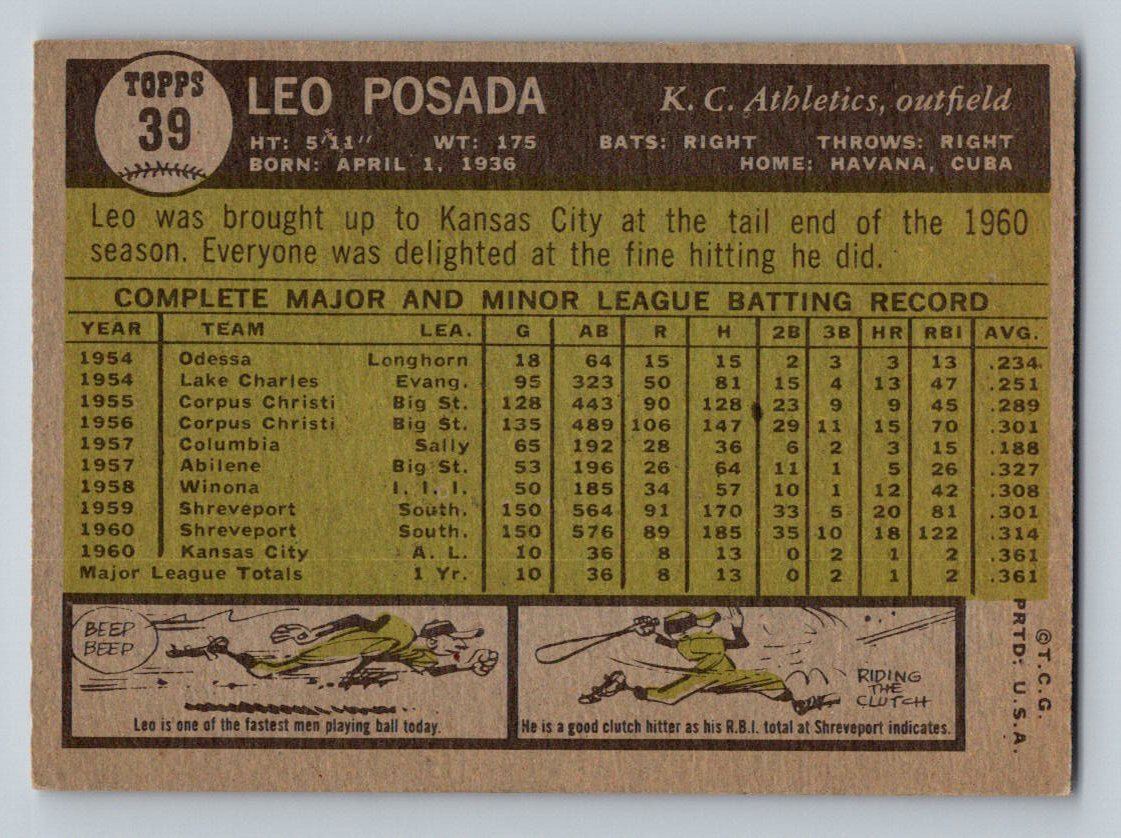 TOPPS
39
LEO POSADA
K. C. Athletics, outfield
HT: 5'11" WT: 175 BATS: RIGHT THROWS: RIGHT
BORN: APRIL 1, 1936 HOME: HAVANA, CUBA
Leo was brought up to Kansas City at the tail end of the 1960
season. Everyone was delighted at the fine hitting he did.
COMPLETE MAJOR AND MINOR LEAGUE BATTING RECORD
YEAR TEAM LEA. G AB R H 2B 3B HR RBI AVG.
1954 Odessa Longhorn 18 64 15 15 2 3 3 13 .234
1954 Lake Charles Evang. 95 323 50 81 15 4 13 47 .251
1955 Corpus Christi Big St. 128 443 90 128 23 9 9 45 .289
1956 Corpus Christi Big St. 135 489 106 147 29 11 15 70 .301
1957 Columbia Sally 65 192 28 36 6 2 3 15 .188
1957 Abilene Big St. 53 196 26 64 11 1 5 26 .327
1958 Winona I. I. I. 50 185 34 57 10 1 12 42 .308
1959 Shreveport South. 150 564 91 170 33 5 20 81 .301
1960 Shreveport South. 150 576 89 185 35 10 18 122 .314
1960 Kansas City A. L. 10 36 8 13 0 2 1 2 .361
Major League Totals 1 Yr. 10 36 8 13 0 2 1 2 .361
BEEP
BEEP
Leo is one of the fastest men playing ball today.
RIDING
THE
CLUTCH
He is a good clutch hitter as his R.B.I. total at Shreveport indicates.
© T. C. G.
PRTD: U. S. A.